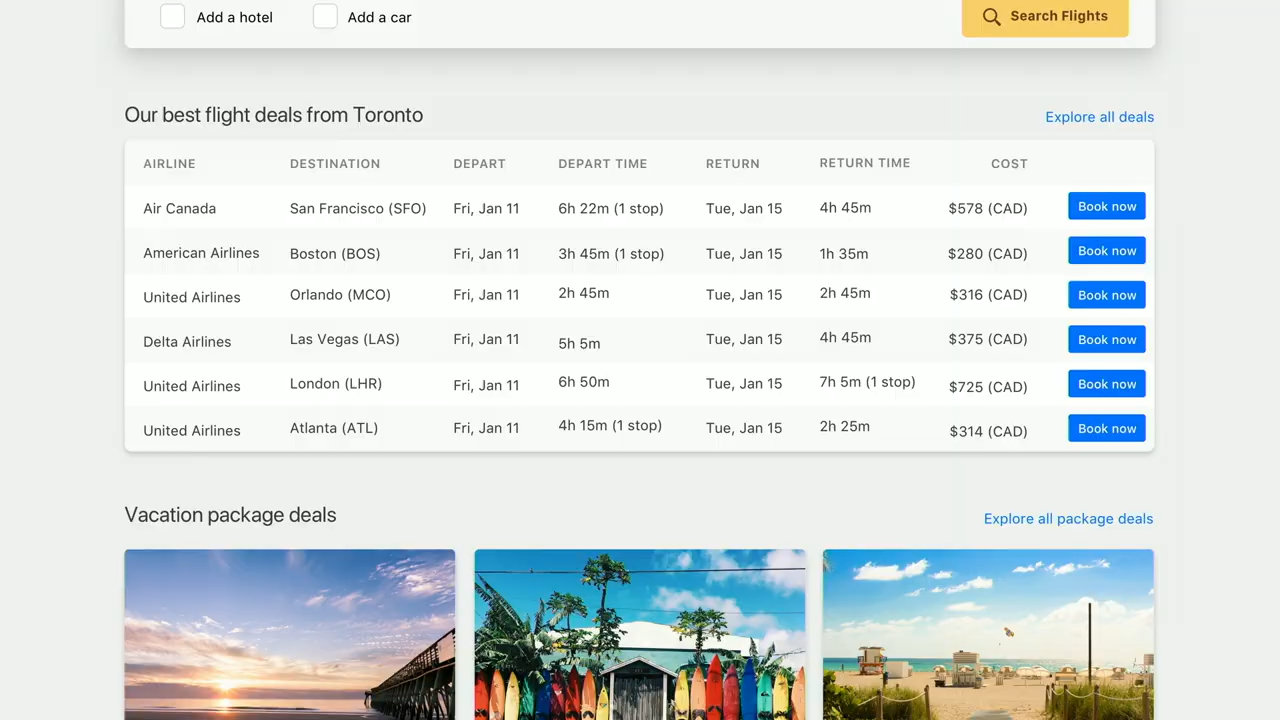 Add a hotel Add a car Search Flights
Our best flight deals from Toronto Explore all deals
AIRLINE DESTINATION DEPART DEPART TIME RETURN RETURN TIME COST
Air Canada San Francisco (SFO) Fri, Jan 11 6h 22m (1 stop) Tue, Jan 15 4h 45m $578 (CAD) Book now
American Airlines Boston (BOS) Fri, Jan 11 3h 45m (1 stop) Tue, Jan 15 1h 35m $280 (CAD) Book now
United Airlines Orlando (MCO) Fri, Jan 11 2h 45m Tue, Jan 15 2h 45m $316 (CAD) Book now
Delta Airlines Las Vegas (LAS) Fri, Jan 11 5h 5m Tue, Jan 15 4h 45m $375 (CAD) Book now
United Airlines London (LHR) Fri, Jan 11 6h 50m Tue, Jan 15 7h 5m (1 stop) $725 (CAD) Book now
United Airlines Atlanta (ATL) Fri, Jan 11 4h 15m (1 stop) Tue, Jan 15 2h 25m $314 (CAD) Book now
Vacation package deals Explore all package deals